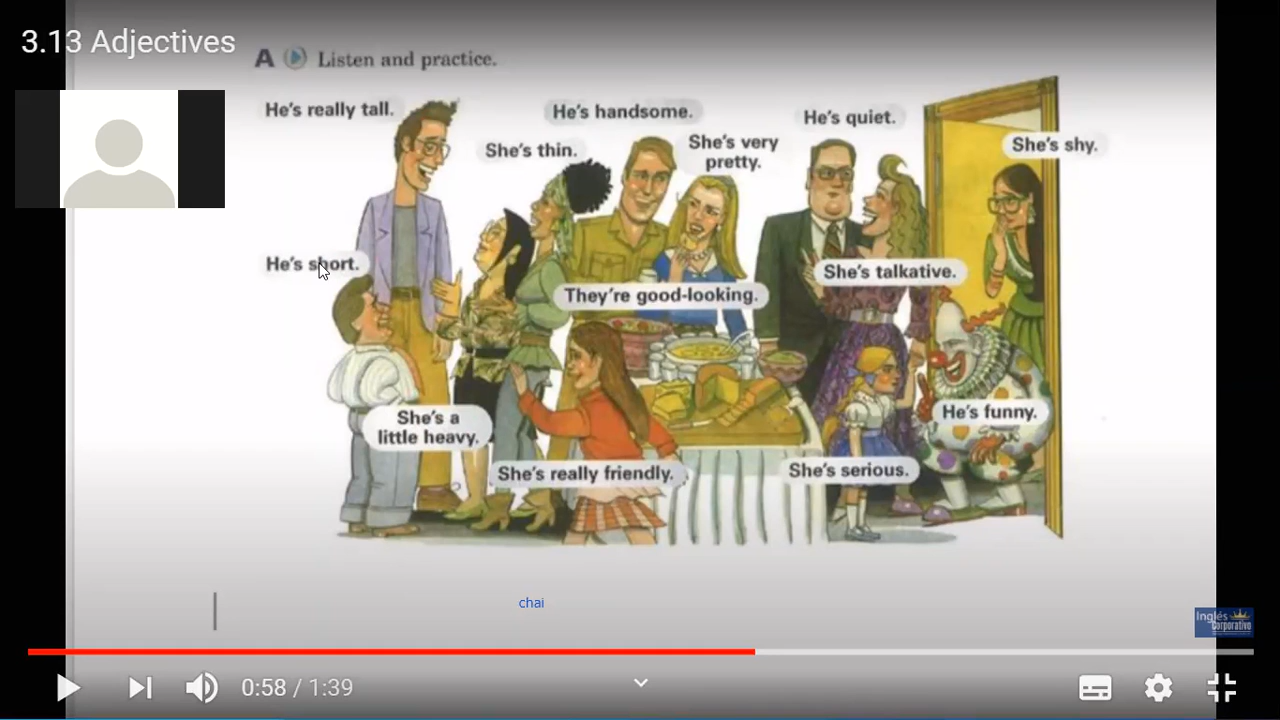 3.13 Adjectives
A Listen and practice.
He's really tall.
He's handsome.
He's quiet.
She's thin.
She's very
pretty.
She's shy.
He's short.
She's talkative.
They're good-looking.
She's a
little heavy.
He's funny.
She's really friendly.
She's serious.
chai
Inglés
Corporativo
0:58 / 1:39